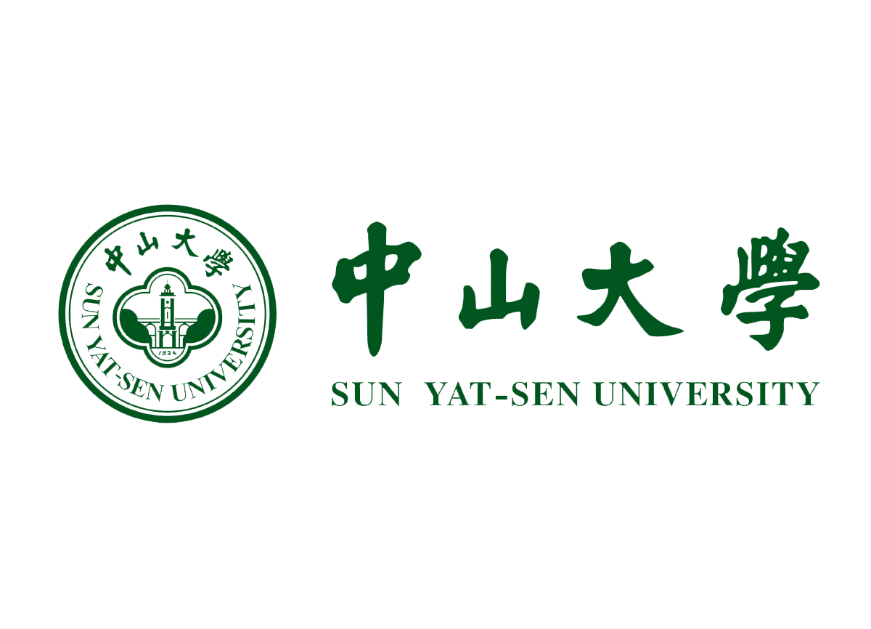 中山大學
SUN YAT-SEN UNIVERSITY
1924
中山大學
SUN YAT-SEN UNIVERSITY